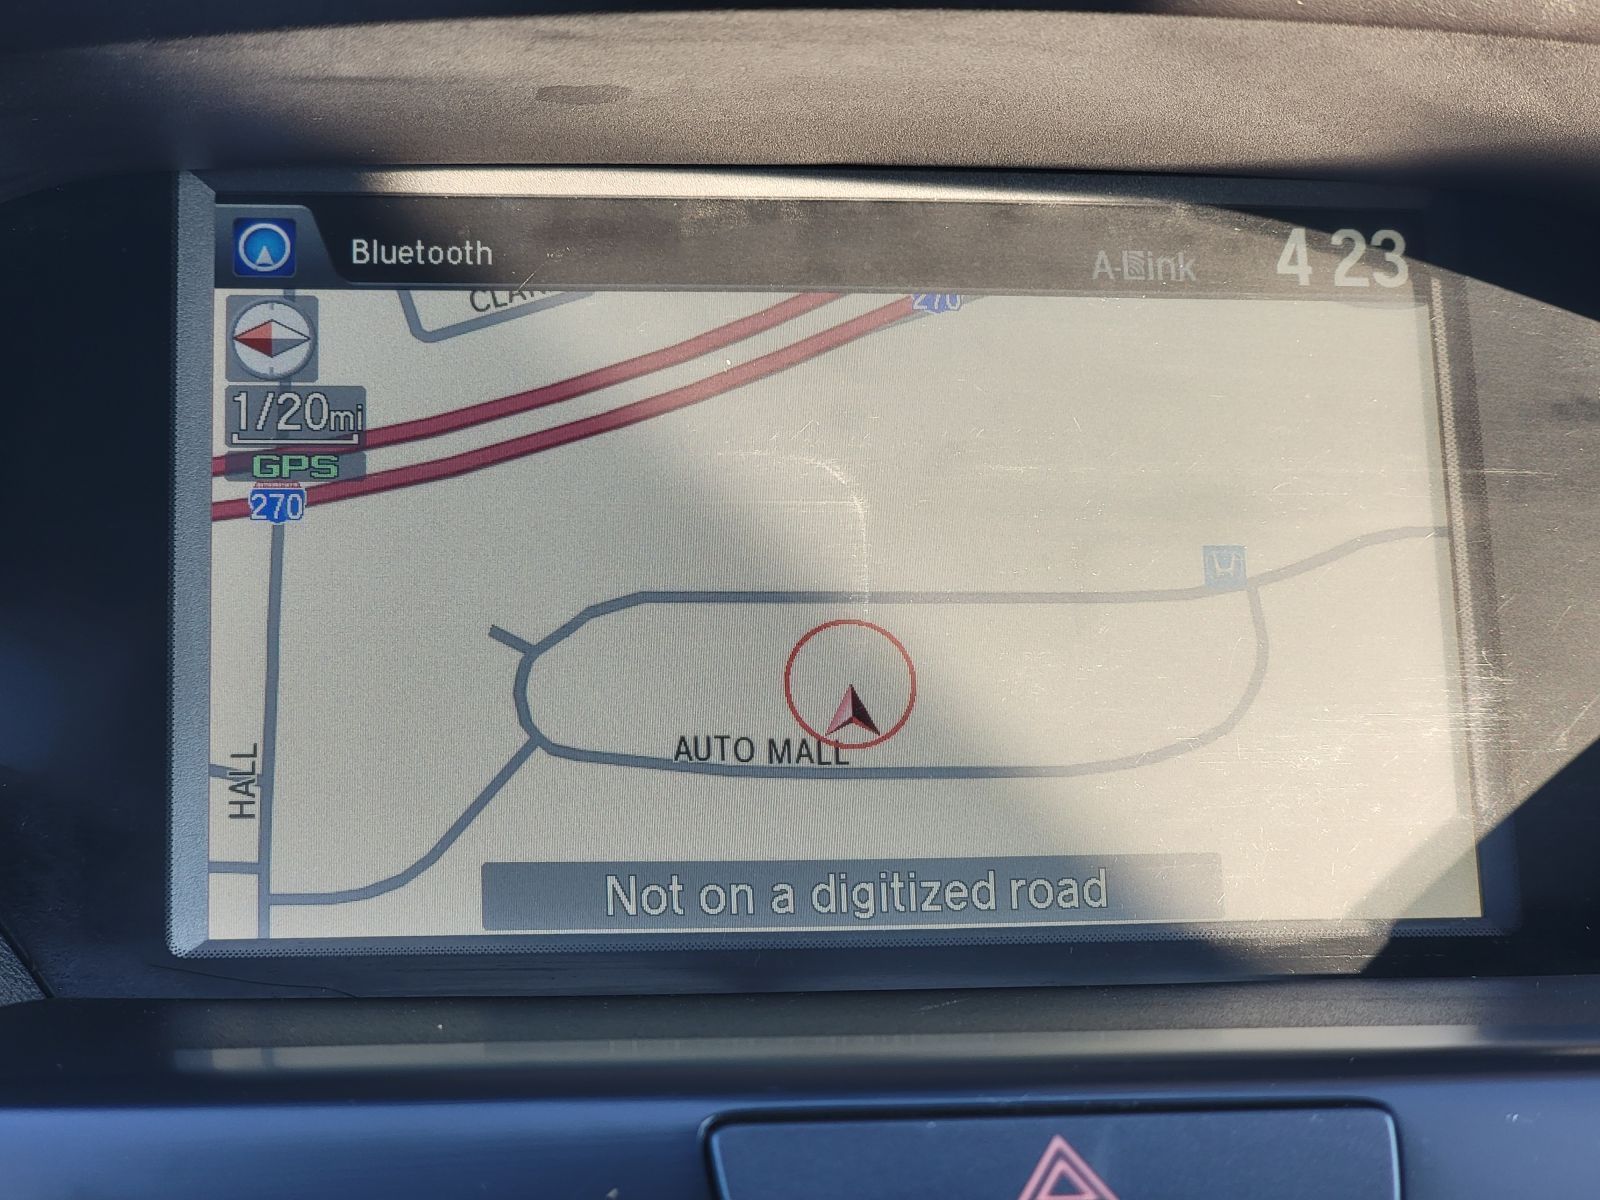 Bluetooth
A-Link
4 23
270
1/20mi
GPS
270
AUTO MALL
HALL
Not on a digitized road